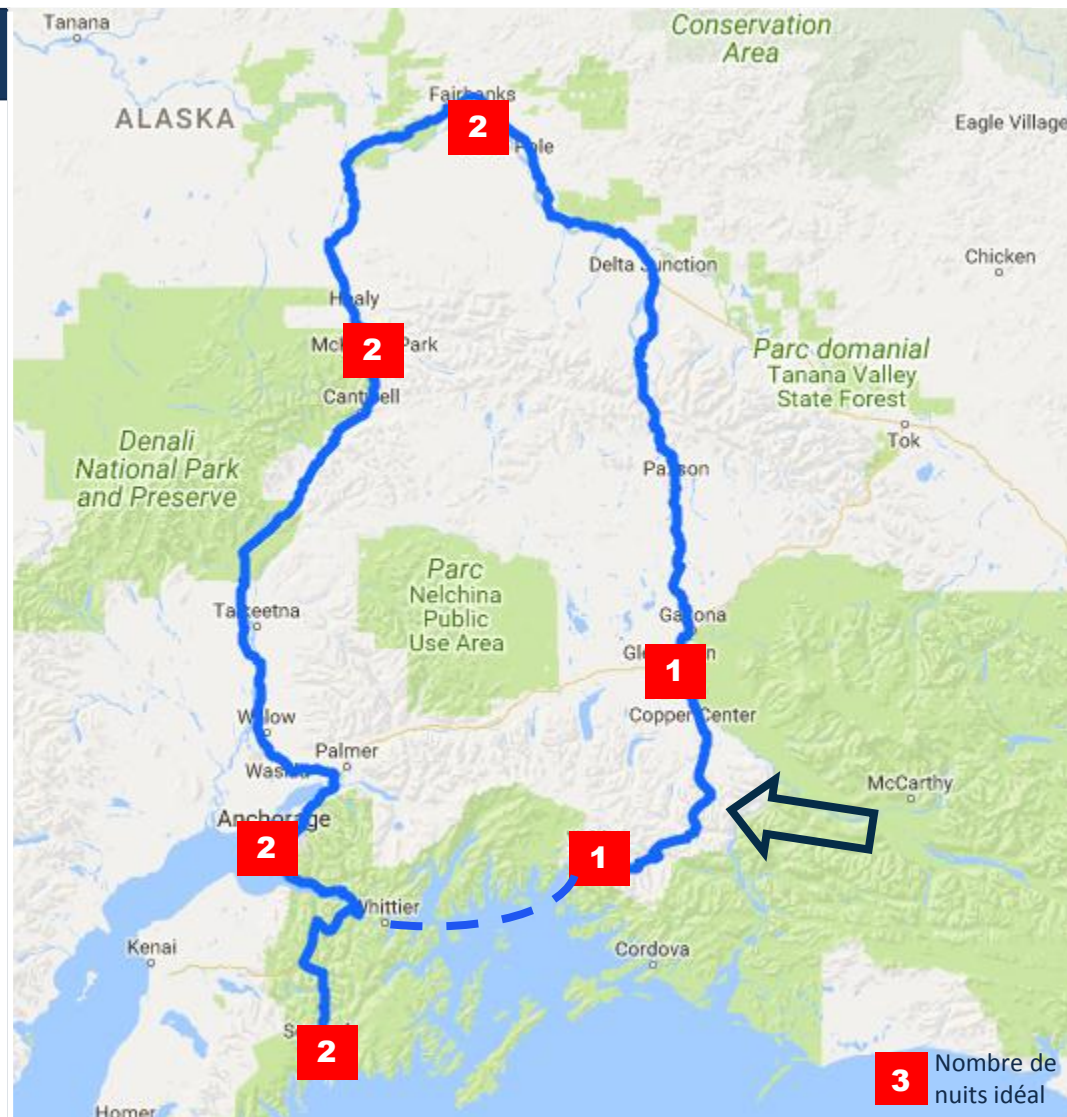 Tanana
Conservation
Area
Fairbanks
ALASKA
2
Eagle Village
Pole
Chicken
Delta Junction
Healy
2
Park
Cantwell
Parc domanial
Tanana Valley
State Forest
Tok
Denali
National Park
and Preserve
Paxson
Parc
Nelchina
Public
Use Area
Talkeetna
Gakona
1
Copper Center
Willow
Palmer
Wasilla
McCarthy
Anchorage
2
1
Whittier
Kenai
Cordova
2
3
Nombre de
nuits idéal
Homer